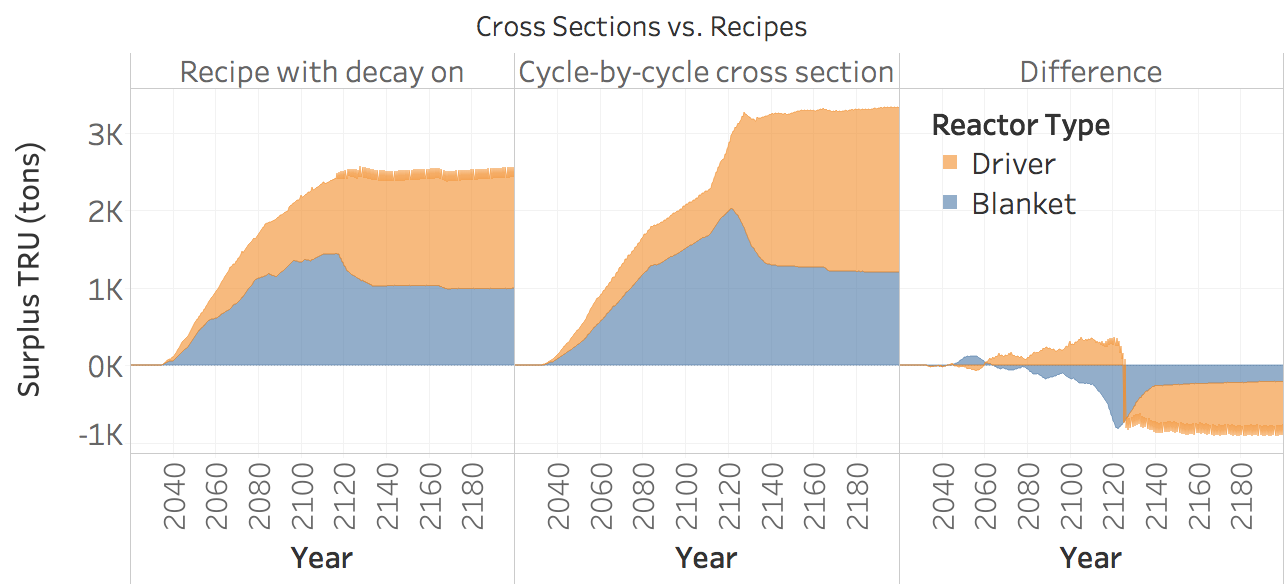 Cross Sections vs. Recipes
Recipe with decay on
Cycle-by-cycle cross section
Difference
Surplus TRU (tons)
3K
2K
1K
0K
-1K
Reactor Type
Driver
Blanket
2040 2060 2080 2100 2120 2140 2160 2180
2040 2060 2080 2100 2120 2140 2160 2180
2040 2060 2080 2100 2120 2140 2160 2180
Year
Year
Year